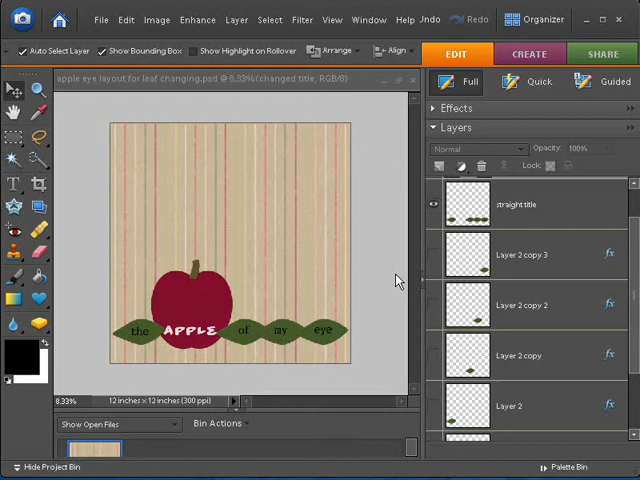 File Edit Image Enhance Layer Select Filter View Window Help Undo Redo Organizer
Auto Select Layer Show Bounding Box Show Highlight on Rollover Arrange Align EDIT CREATE SHARE
apple eye layout for leaf changing.psd @ 8.33%(changed title, RGB/8)
Full Quick Guided
Effects
Layers
Normal Opacity: 100%
Lock:
straight title
Layer 2 copy 3 fx
Layer 2 copy 2 fx
Layer 2 copy
Layer 2 fx
the APPLE of my eye
8.33% 12 inches x 12 inches (300 ppi)
Show Open Files Bin Actions
Hide Project Bin Palette Bin